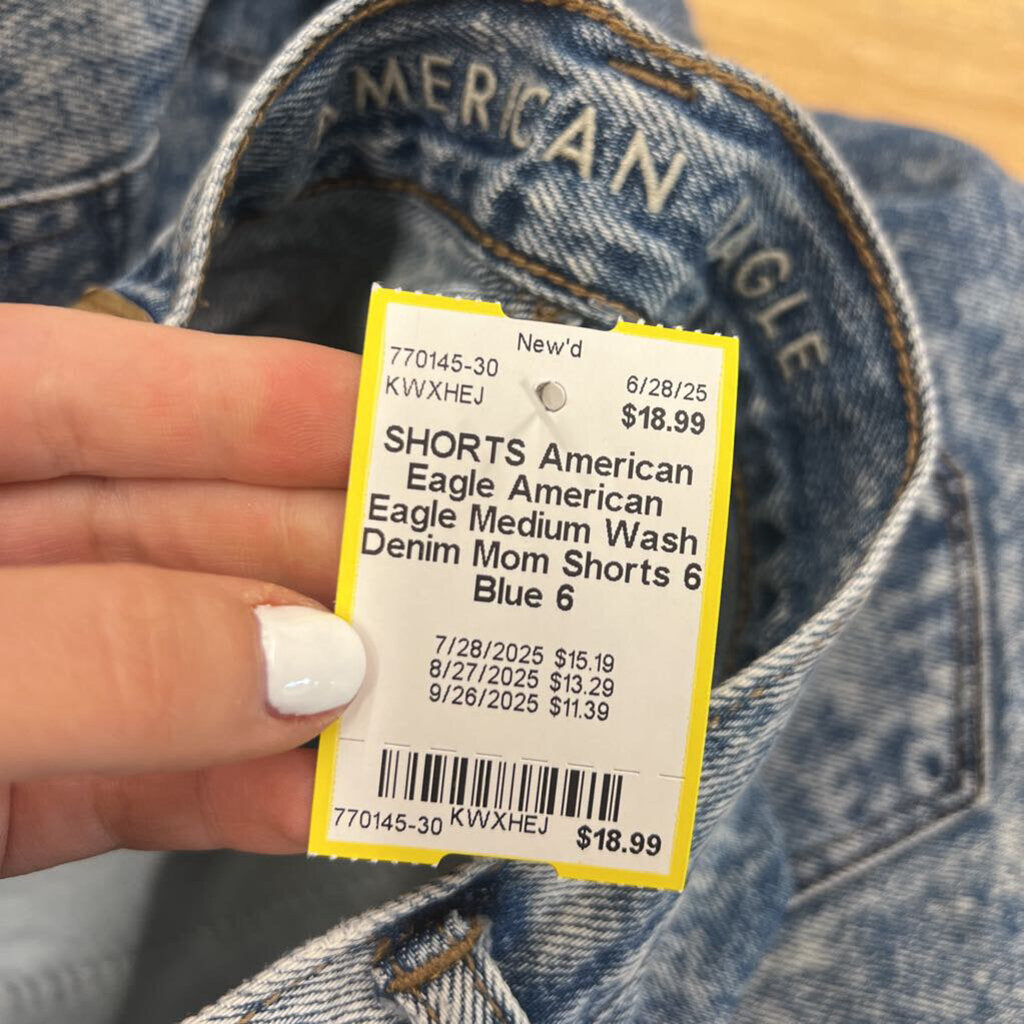 AMERICAN EAGLE
New'd
770145-30
KWXHEJ
6/28/25
$18.99
SHORTS American
Eagle American
Eagle Medium Wash
Denim Mom Shorts 6
Blue 6
7/28/2025 $15.19
8/27/2025 $13.29
9/26/2025 $11.39
770145-30 KWXHEJ $18.99